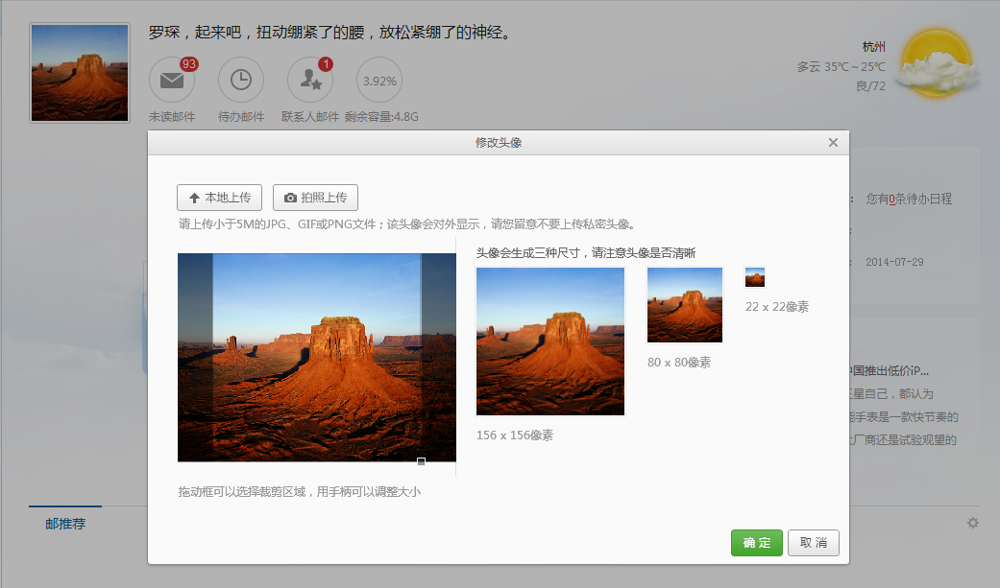 罗琛，起来吧，扭动绷紧了的腰，放松紧绷了的神经。
93
1
3.92%
未读邮件
待办邮件
联系人邮件
剩余容量:4.8G
杭州
多云 35℃～25℃
良/72
修改头像
本地上传
拍照上传
请上传小于5M的JPG、GIF或PNG文件；该头像会对外显示，请您留意不要上传私密头像。
头像会生成三种尺寸，请注意头像是否清晰
22 x 22像素
80 x 80像素
156 x 156像素
拖动框可以选择裁剪区域，用手柄可以调整大小
确 定
取 消
： 您有0条待办日程
：
： 2014-07-29
中国推出低价iP...
三星自己，都认为
能手表是一款快节奏的
厂商还是试验观望的
邮推荐